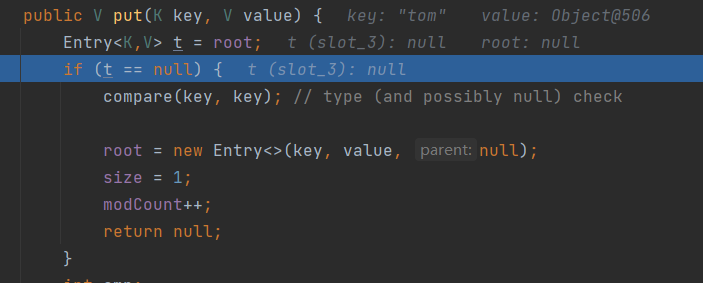 public V put(K key, V value) {   key: "tom"   value: Object@506
    Entry<K,V> t = root;   t (slot_3): null   root: null
    if (t == null) {   t (slot_3): null
        compare(key, key); // type (and possibly null) check
        root = new Entry<>(key, value, parent: null);
        size = 1;
        modCount++;
        return null;
    }